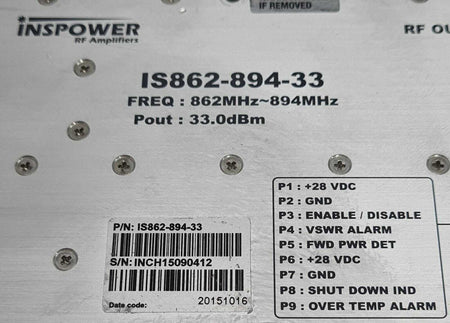 IF REMOVED
INSPOWER
RF Amplifiers
RF OU
IS862-894-33
FREQ : 862MHz~894MHz
Pout : 33.0dBm
P1 : +28 VDC
P2 : GND
P3 : ENABLE / DISABLE
P4 : VSWR ALARM
P5 : FWD PWR DET
P6 : +28 VDC
P7 : GND
P8 : SHUT DOWN IND
P9 : OVER TEMP ALARM
P/N: IS862-894-33
S/N: INCH15090412
Date code: 20151016